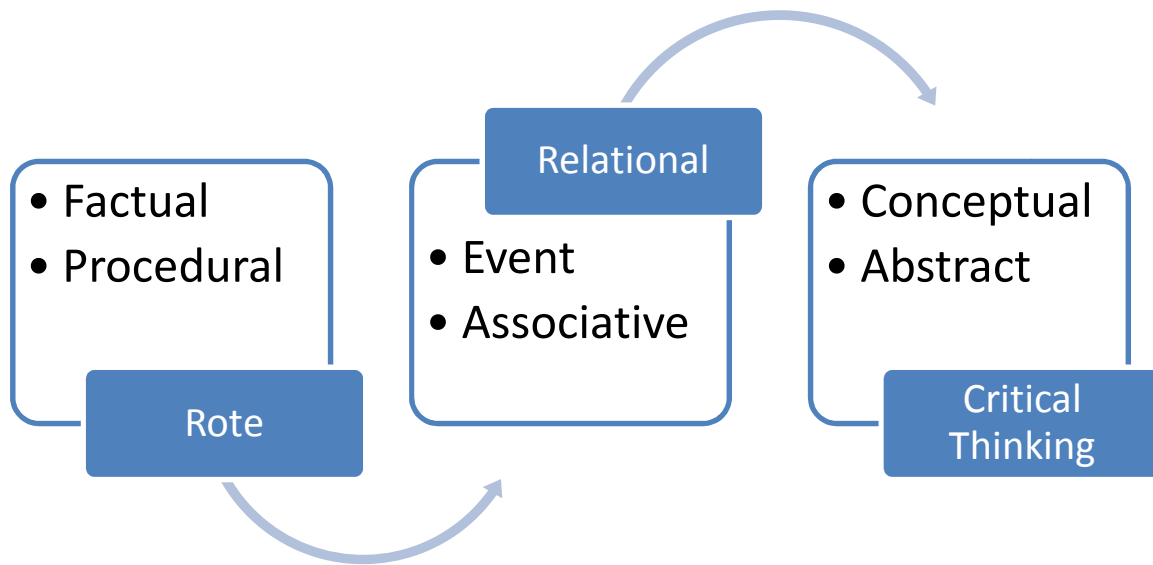 • Factual
• Procedural
Rote
Relational
• Event
• Associative
• Conceptual
• Abstract
Critical
Thinking